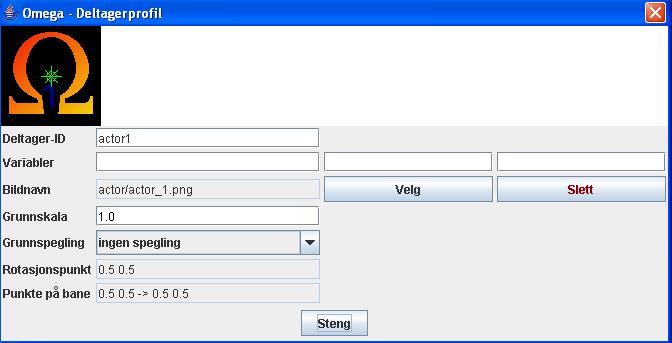 Omega - Deltagerprofil
Ω
1
Deltager-ID actor1
Variabler
Bildnavn actor/actor_1.png Velg Slett
Grunnskala 1.0
Grunnspegling ingen spegling
Rotasjonspunkt 0.5 0.5
Punkte på bane 0.5 0.5 -> 0.5 0.5
Steng